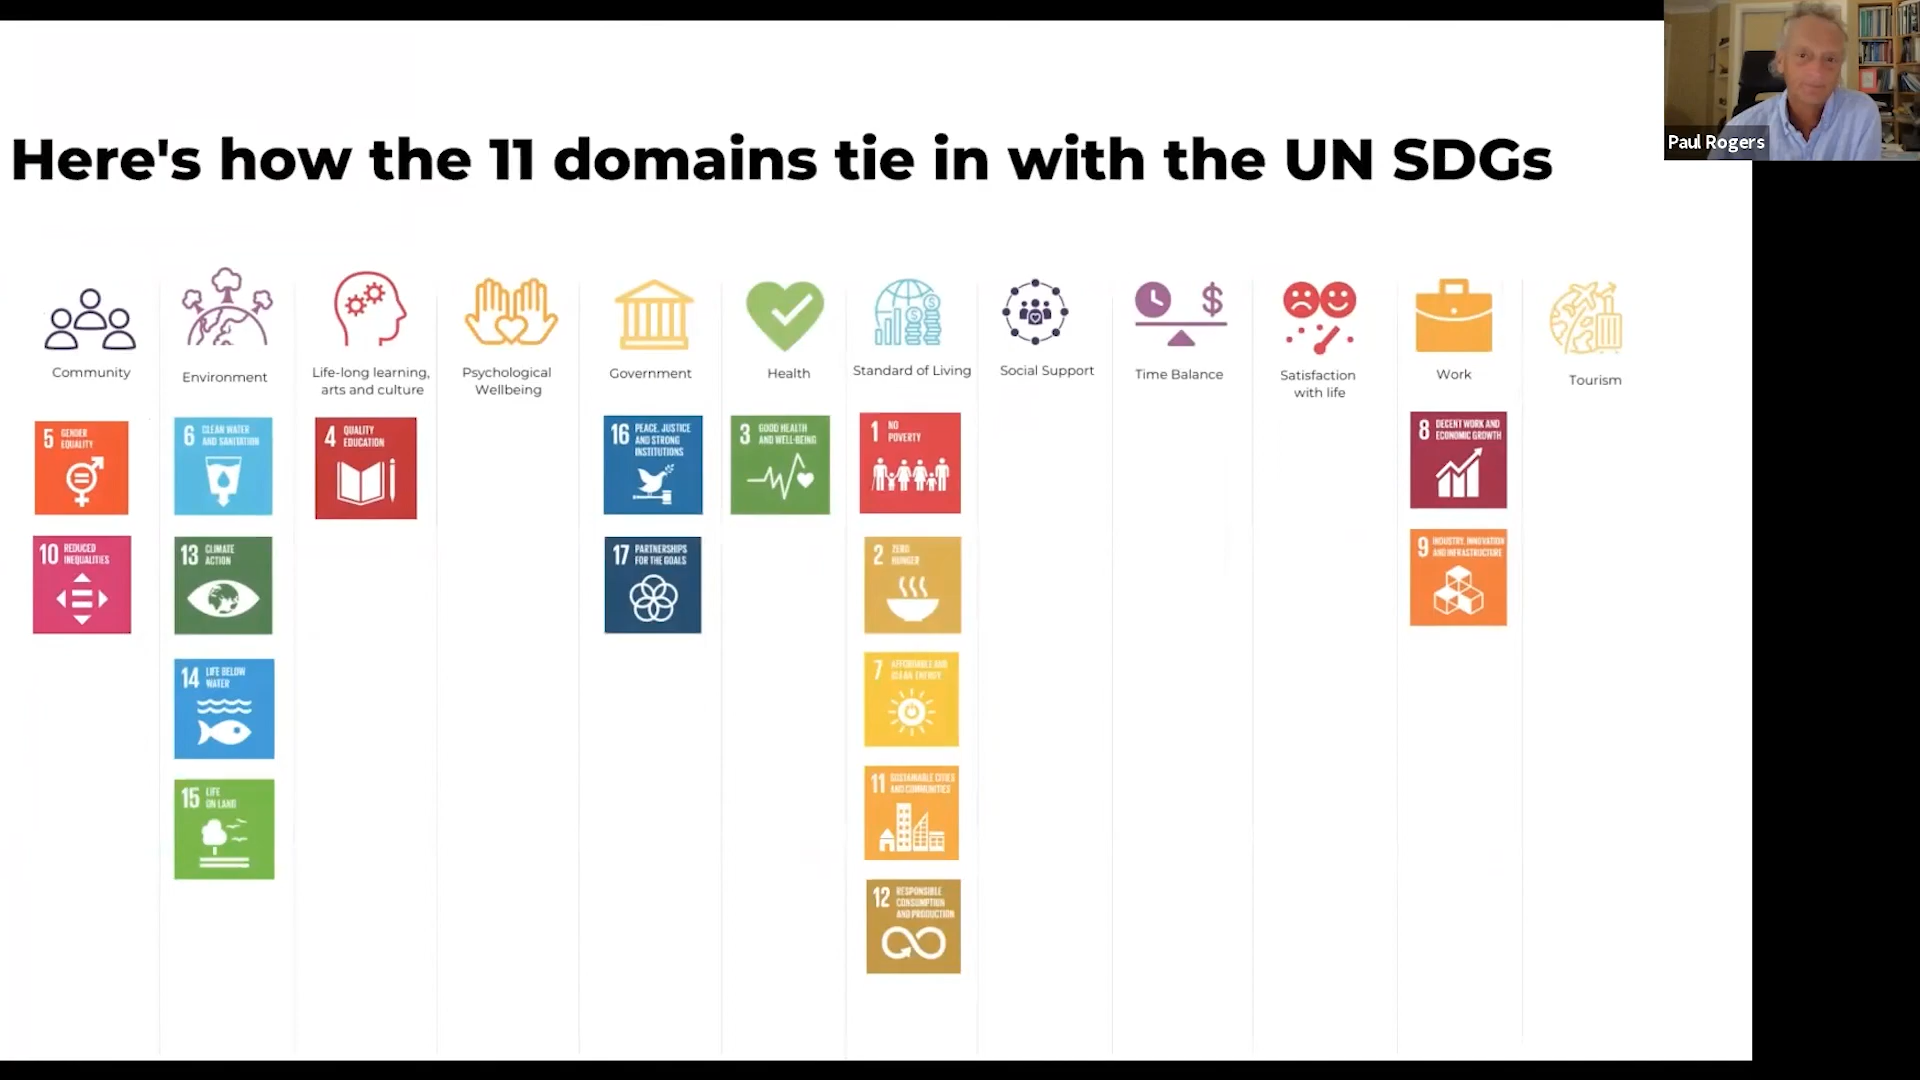 Paul Rogers
Here's how the 11 domains tie in with the UN SDGs
Community
Environment
Life-long learning,
arts and culture
Psychological
Wellbeing
Government
Health
Standard of Living
Social Support
Time Balance
Satisfaction
with life
Work
Tourism
5 GENDER
EQUALITY
10 REDUCED
INEQUALITIES
6 CLEAN WATER
AND SANITATION
13 CLIMATE
ACTION
14 LIFE BELOW
WATER
15 LIFE
ON LAND
4 QUALITY
EDUCATION
16 PEACE, JUSTICE
AND STRONG
INSTITUTIONS
17 PARTNERSHIPS
FOR THE GOALS
3 GOOD HEALTH
AND WELL-BEING
1 NO
POVERTY
2 ZERO
HUNGER
7 AFFORDABLE AND
CLEAN ENERGY
11 SUSTAINABLE CITIES
AND COMMUNITIES
12 RESPONSIBLE
CONSUMPTION
AND PRODUCTION
8 DECENT WORK AND
ECONOMIC GROWTH
9 INDUSTRY, INNOVATION
AND INFRASTRUCTURE